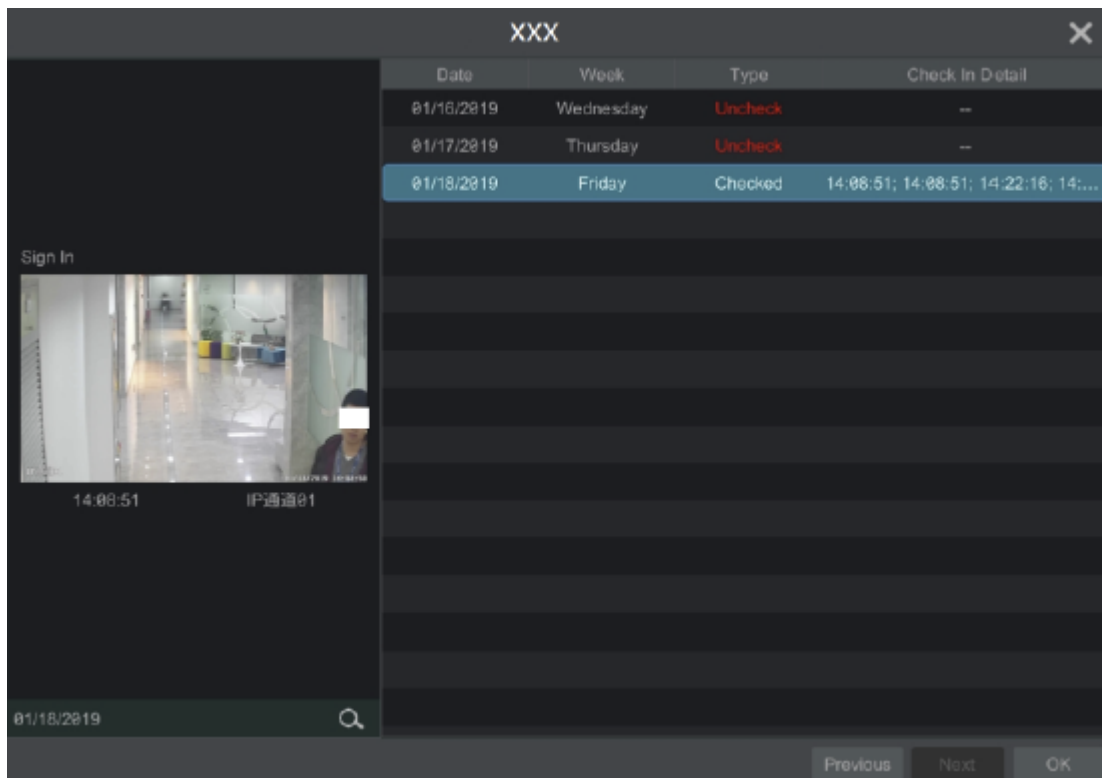 XXX
Date Week Type Check In Detail
01/16/2019 Wednesday Uncheck --
01/17/2019 Thursday Uncheck --
01/18/2019 Friday Checked 14:08:51; 14:08:51; 14:22:16; 14:...
Sign In
14:08:51 IP通道01
01/18/2019
Previous Next OK